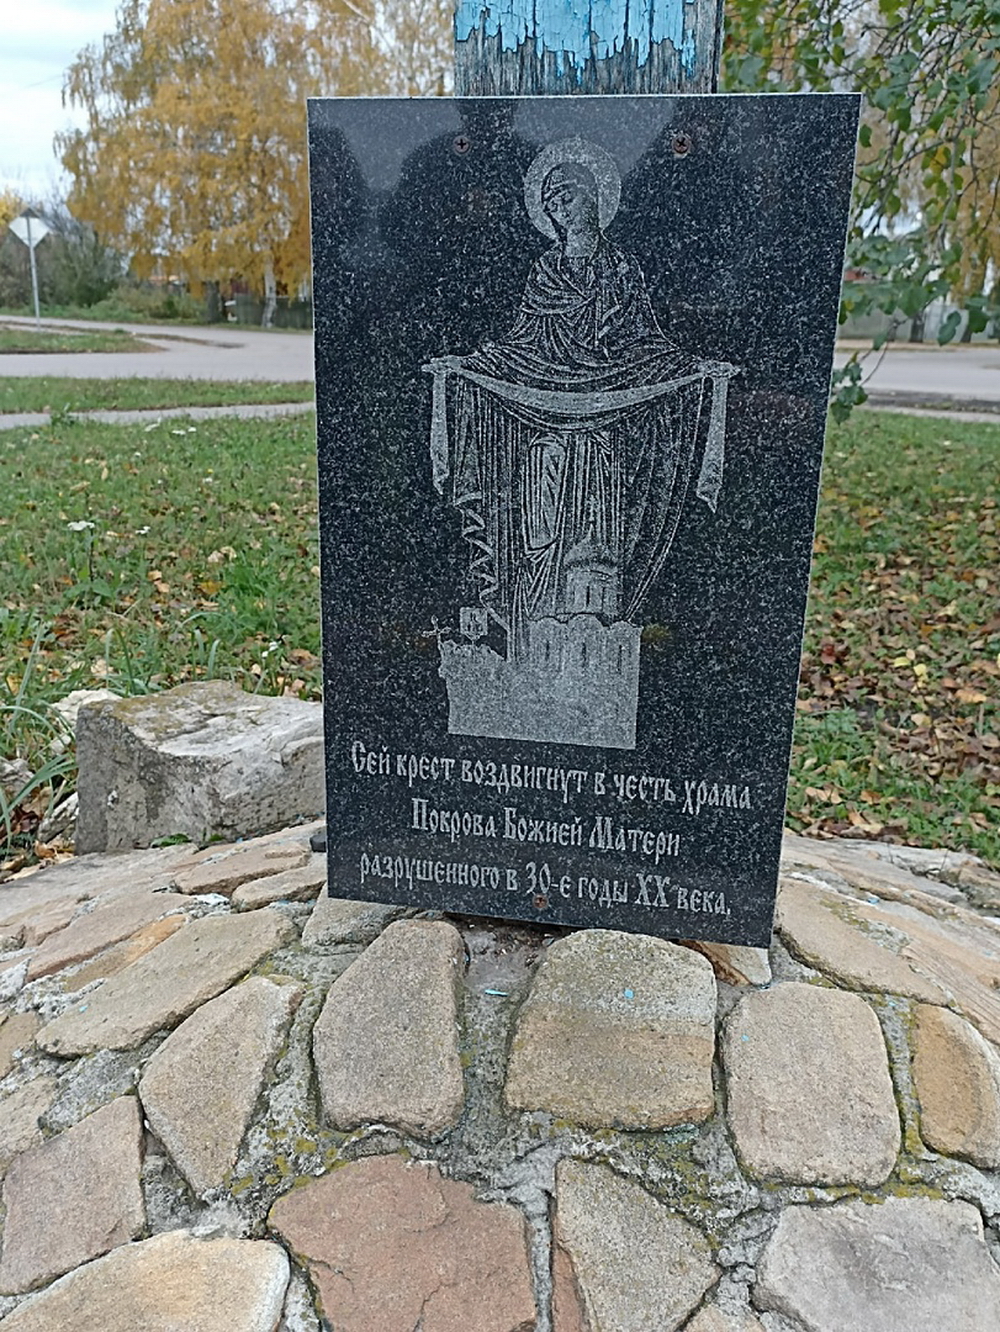 Сей крест воздвигнут в честь храма
Покрова Божией Матери
разрушенного в 30-е годы XX века.